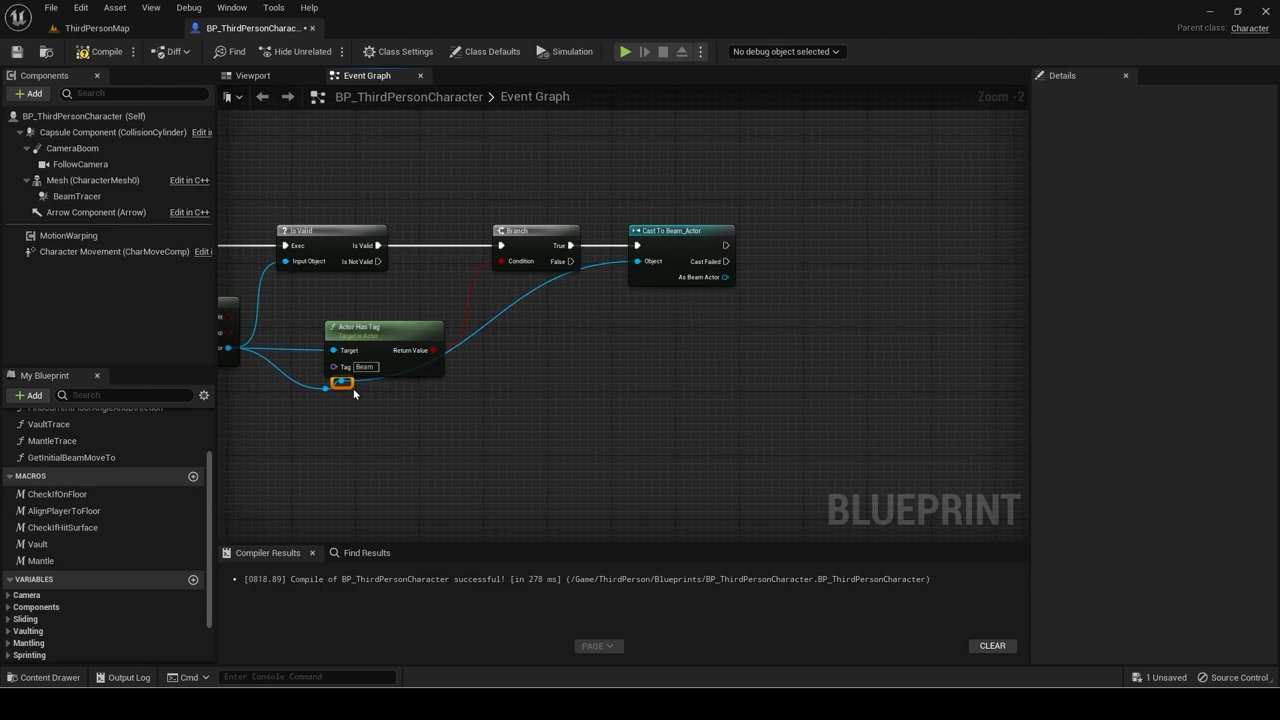 File Edit Asset View Debug Window Tools Help
ThirdPersonMap
BP_ThirdPersonCharac...
Parent class: Character
Compile
Diff
Find
Hide Unrelated
Class Settings
Class Defaults
Simulation
No debug object selected
Components
Viewport
Event Graph
Details
Add
Search
BP_ThirdPersonCharacter > Event Graph
Zoom -2
BP_ThirdPersonCharacter (Self)
Capsule Component (CollisionCylinder) Edit in
CameraBoom
FollowCamera
Mesh (CharacterMesh0) Edit in C++
BeamTracer
Arrow Component (Arrow) Edit in C++
MotionWarping
Character Movement (CharMoveComp) Edit i
Is Valid
Exec
Is Valid
Input Object
Is Not Valid
Branch
True
Condition
False
Cast To Beam_Actor
Object
Cast Failed
As Beam Actor
Actor Has Tag
Target is Actor
Target
Return Value
Tag Beam
My Blueprint
Add
Search
VaultTrace
MantleTrace
GetInitialBeamMoveTo
MACROS
CheckIfOnFloor
AlignPlayerToFloor
CheckIfHitSurface
Vault
Mantle
VARIABLES
Camera
Components
Sliding
Vaulting
Mantling
Sprinting
BLUEPRINT
Compiler Results
Find Results
[0818.89] Compile of BP_ThirdPersonCharacter successful! [in 278 ms] (/Game/ThirdPerson/Blueprints/BP_ThirdPersonCharacter.BP_ThirdPersonCharacter)
PAGE
CLEAR
Content Drawer
Output Log
Cmd
Enter Console Command
1 Unsaved
Source Control